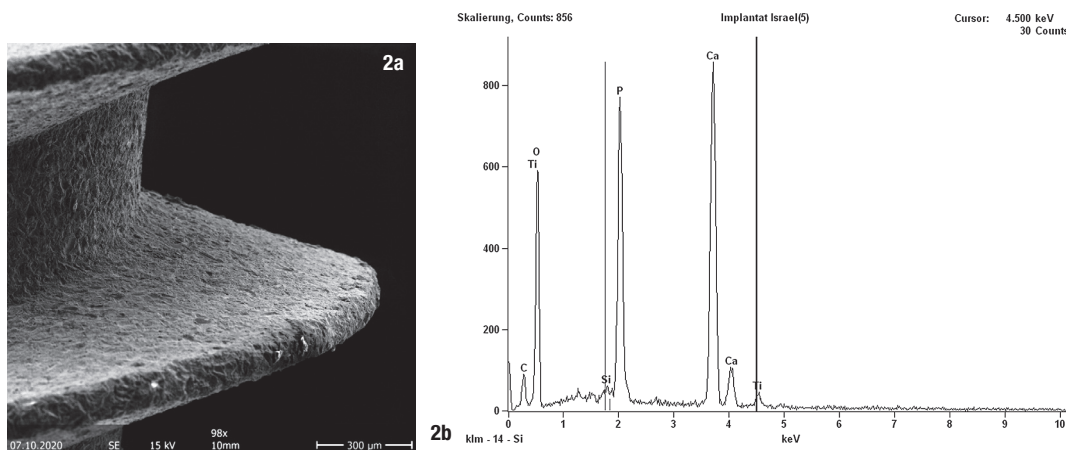 2a
07.10.2020 SE 15 kV 98x 10mm 300 µm
2b
Skalierung, Counts: 856 Implantat Israel(5) Cursor: 4.500 keV
30 Counts
800
600
400
200
0
O
Ti
C
Si
P
Ca
Ca
Ti
0 1 2 3 4 5 6 7 8 9 10
klm - 14 - Si keV